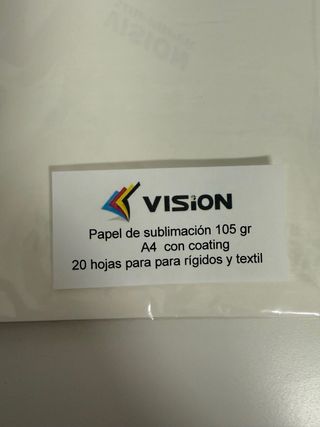 VISION
Papel de sublimación 105 gr
A4 con coating
20 hojas para para rígidos y textil